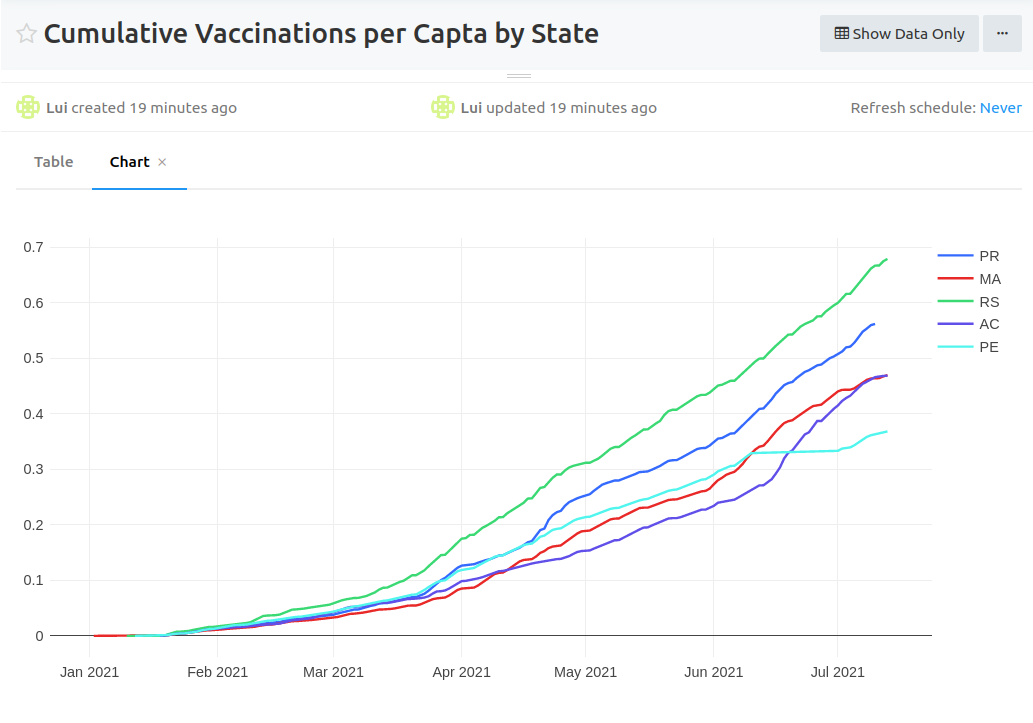 Cumulative Vaccinations per Capta by State
Show Data Only
...
Lui created 19 minutes ago
Lui updated 19 minutes ago
Refresh schedule: Never
Table
Chart ×
0.7
0.6
0.5
0.4
0.3
0.2
0.1
0
Jan 2021
Feb 2021
Mar 2021
Apr 2021
May 2021
Jun 2021
Jul 2021
PR
MA
RS
AC
PE